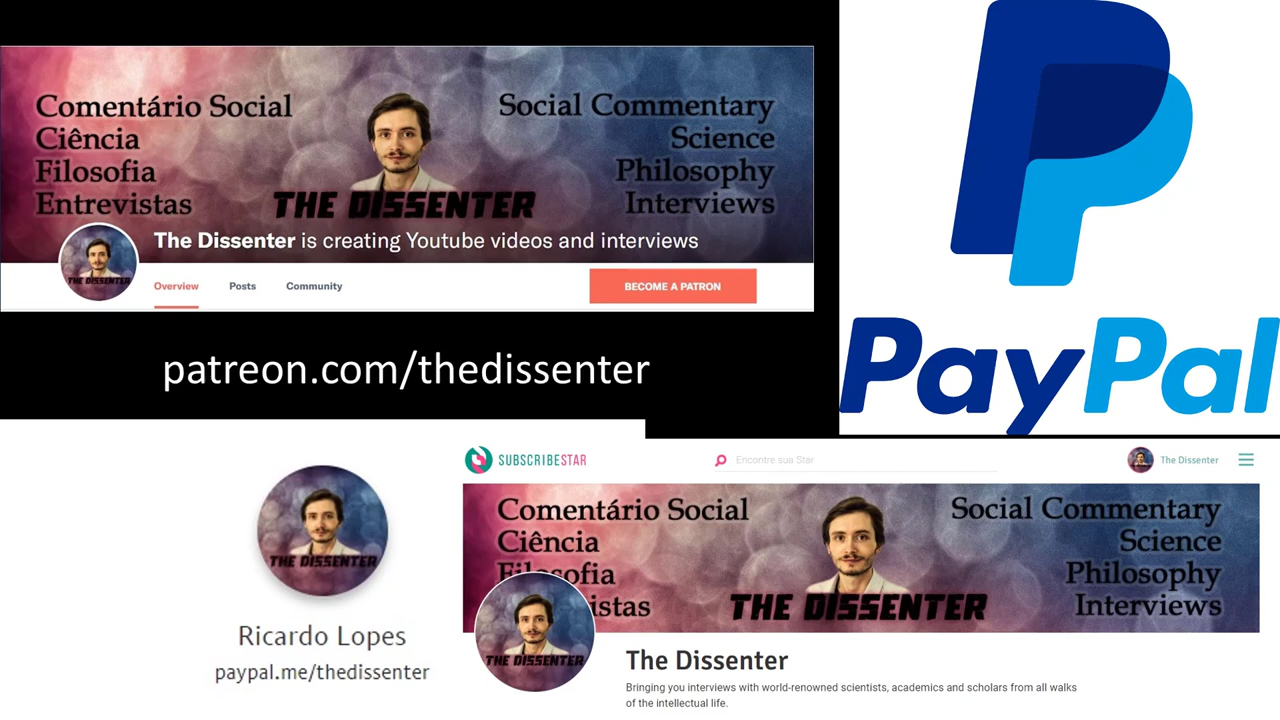 Comentário Social
Ciência
Filosofia
Entrevistas
Social Commentary
Science
Philosophy
Interviews
THE DISSENTER
The Dissenter is creating Youtube videos and interviews
THE DISSENTER
Overview Posts Community
BECOME A PATRON
patreon.com/thedissenter
PayPal
THE DISSENTER
Ricardo Lopes
paypal.me/thedissenter
SUBSCRIBESTAR
Encontre sua Star
The Dissenter
Comentário Social
Ciência
Filosofia
istas
Social Commentary
Science
Philosophy
Interviews
THE DISSENTER
THE DISSENTER
The Dissenter
Bringing you interviews with world-renowned scientists, academics and scholars from all walks
of the intellectual life.